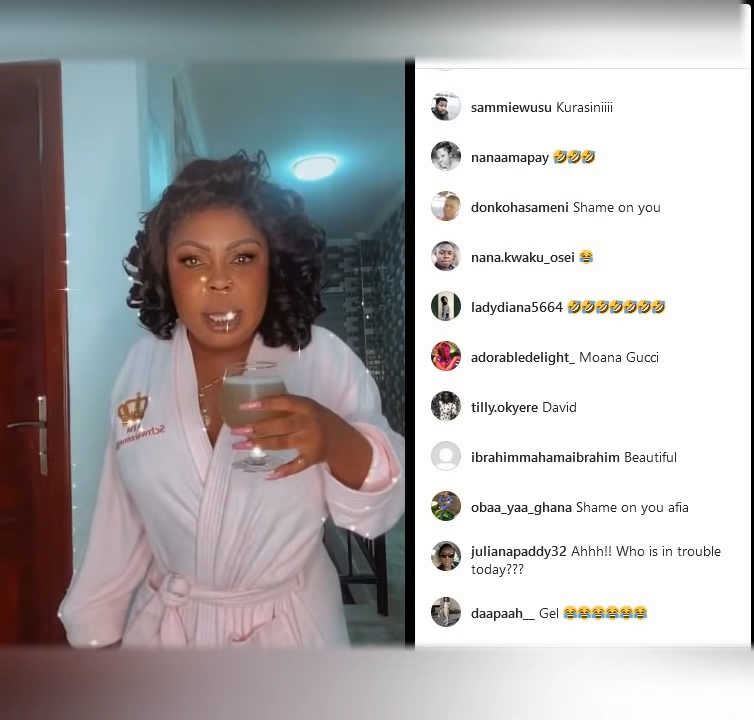 sammiewusu Kurasiniiii
nanaamapay 🤣🤣🤣
donkohasameni Shame on you
nana.kwaku_osei 😂
ladydiana5664 🤣🤣🤣🤣🤣🤣🤣
adorabledelight_ Moana Gucci
tilly.okyere David
ibrahimmahamaibrahim Beautiful
obaa_yaa_ghana Shame on you afia
julianapaddy32 Ahhh!! Who is in trouble
today???
daapaah__ Gel 😂😂😂😂😂😂